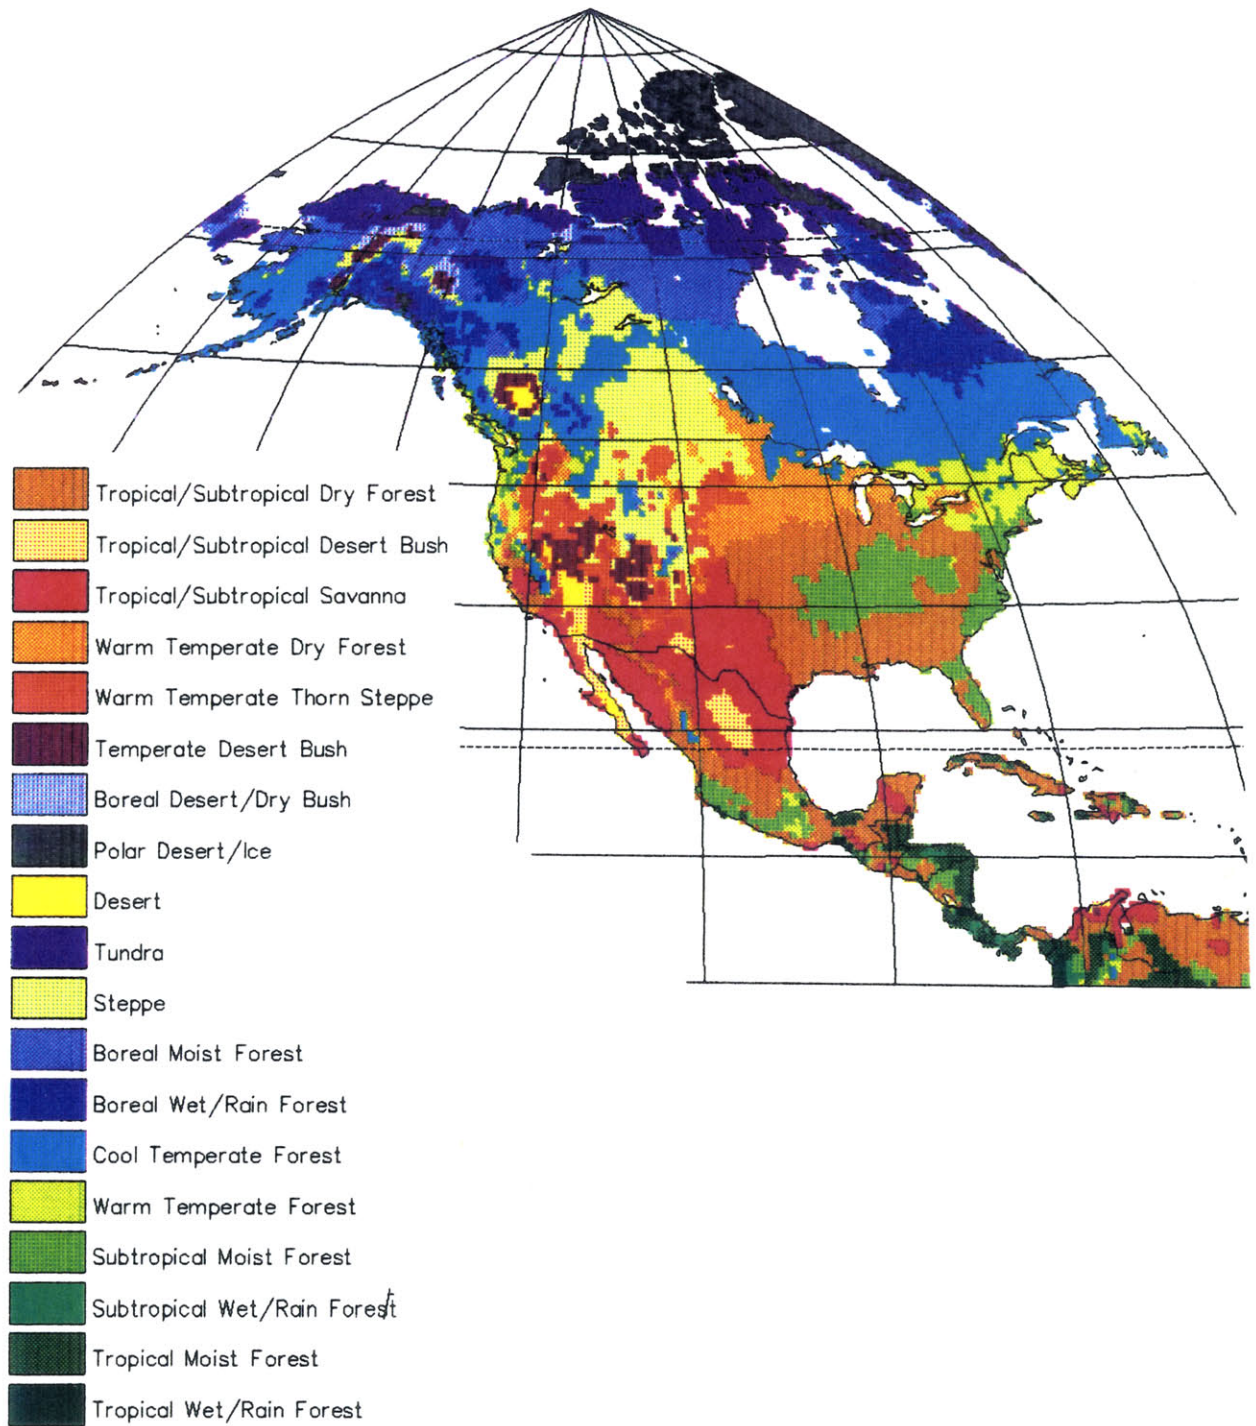 Tropical/Subtropical Dry Forest
Tropical/Subtropical Desert Bush
Tropical/Subtropical Savanna
Warm Temperate Dry Forest
Warm Temperate Thorn Steppe
Temperate Desert Bush
Boreal Desert/Dry Bush
Polar Desert/Ice
Desert
Tundra
Steppe
Boreal Moist Forest
Boreal Wet/Rain Forest
Cool Temperate Forest
Warm Temperate Forest
Subtropical Moist Forest
Subtropical Wet/Rain Forest
Tropical Moist Forest
Tropical Wet/Rain Forest